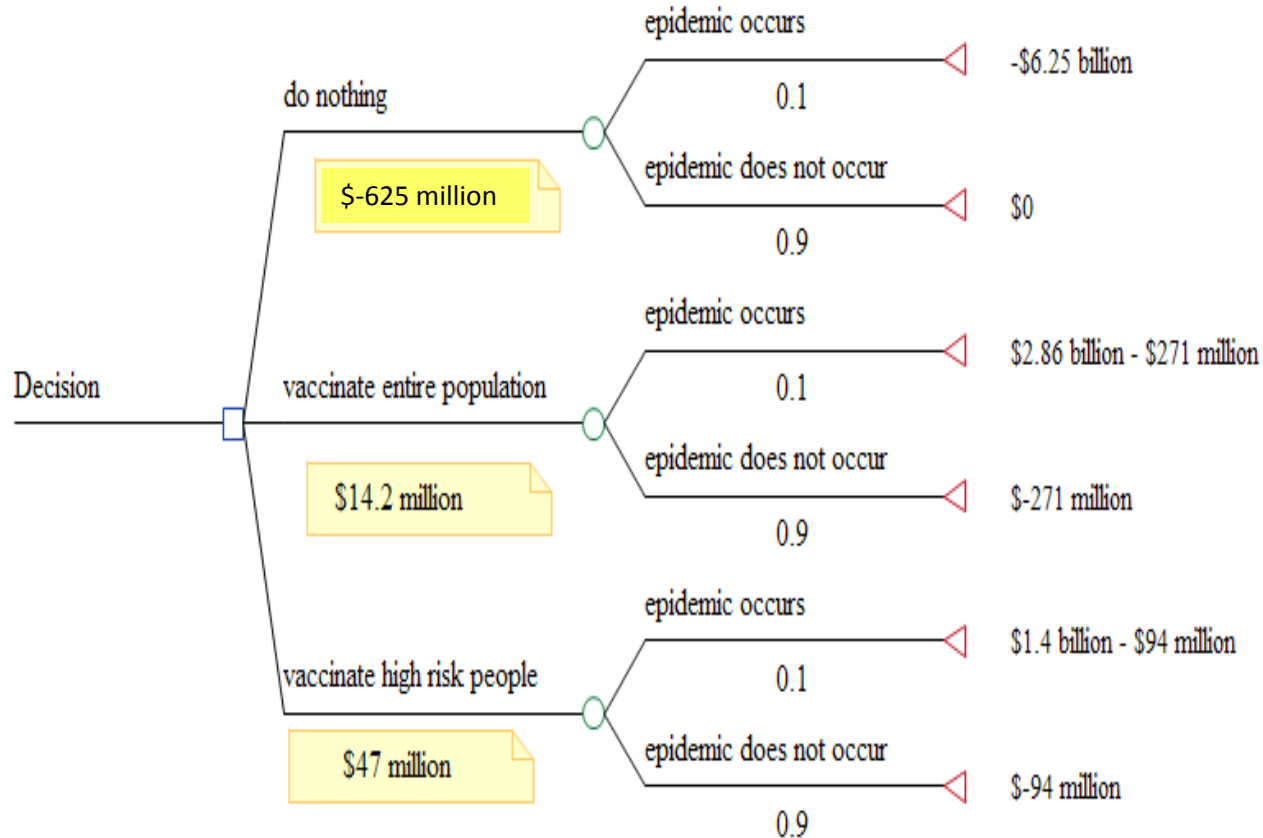 epidemic occurs
-$6.25 billion
0.1
do nothing
epidemic does not occur
$-625 million
$0
0.9
epidemic occurs
$2.86 billion - $271 million
0.1
Decision
vaccinate entire population
epidemic does not occur
$14.2 million
$-271 million
0.9
epidemic occurs
$1.4 billion - $94 million
0.1
vaccinate high risk people
epidemic does not occur
$47 million
$-94 million
0.9